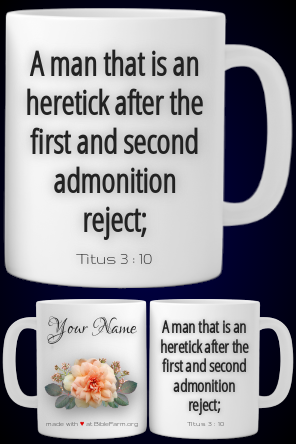 A man that is an
heretick after the
first and second
admonition
reject;
Titus 3 : 10
Your Name
made with ♥ at BibleFarm.org
A man that is an
heretick after the
first and second
admonition
reject;
Titus 3 : 10